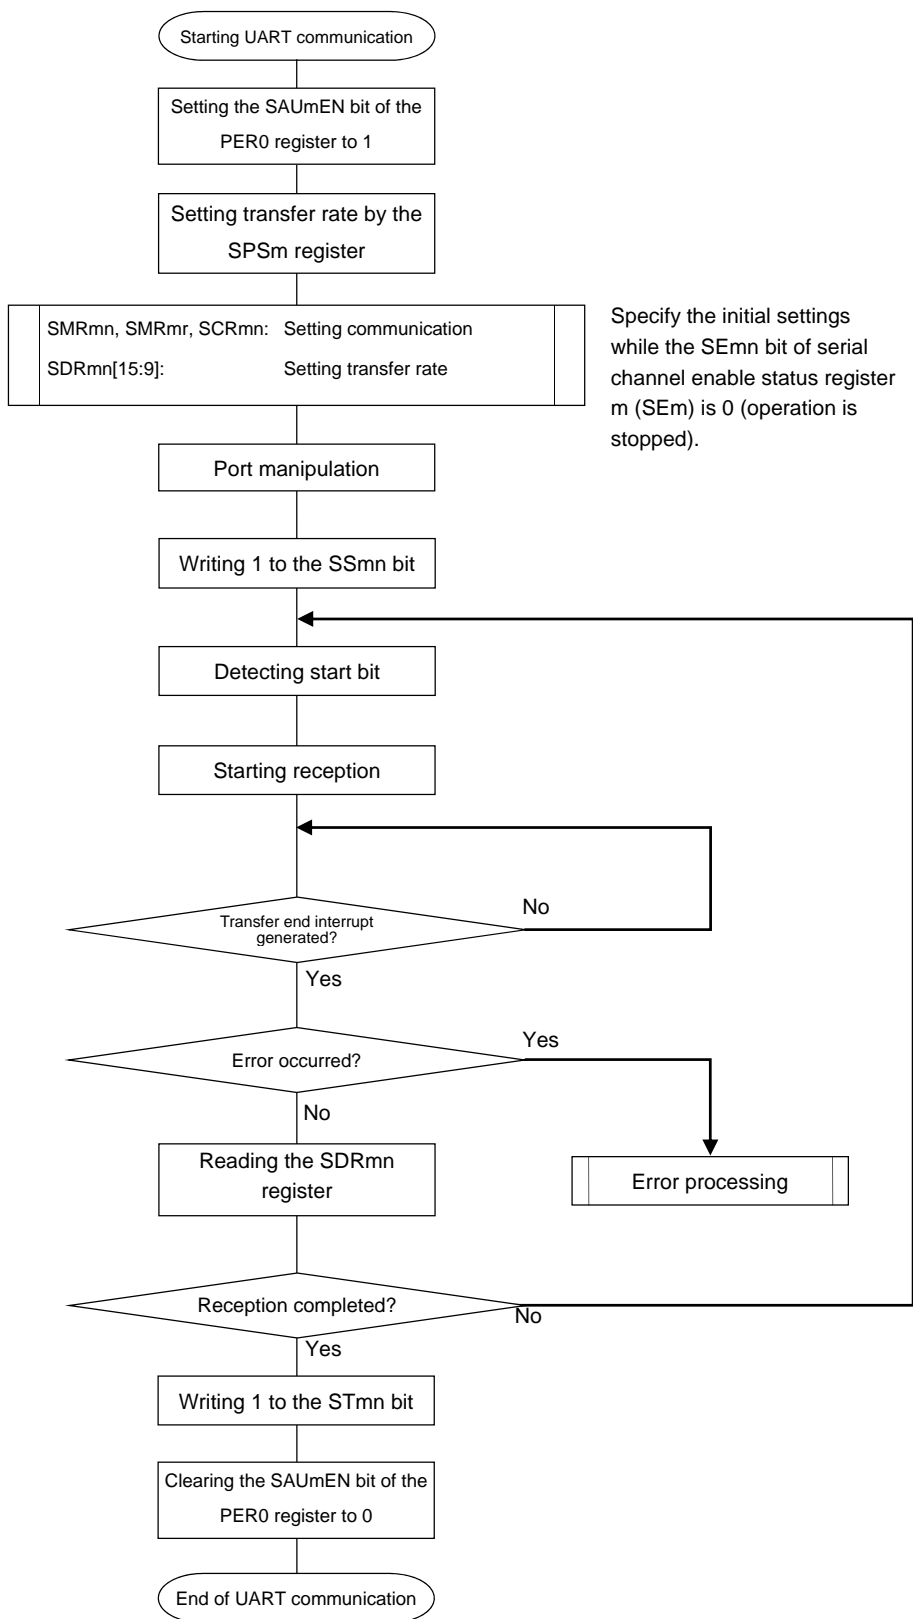 Starting UART communication
Setting the SAUmEN bit of the
PER0 register to 1
Setting transfer rate by the
SPSm register
SMRmn, SMRmr, SCRmn: Setting communication
SDRmn[15:9]: Setting transfer rate
Specify the initial settings
while the SEmn bit of serial
channel enable status register
m (SEm) is 0 (operation is
stopped).
Port manipulation
Writing 1 to the SSmn bit
Detecting start bit
Starting reception
Transfer end interrupt
generated?
No
Yes
Error occurred?
Yes
No
Reading the SDRmn
register
Error processing
Reception completed?
No
Yes
Writing 1 to the STmn bit
Clearing the SAUmEN bit of the
PER0 register to 0
End of UART communication